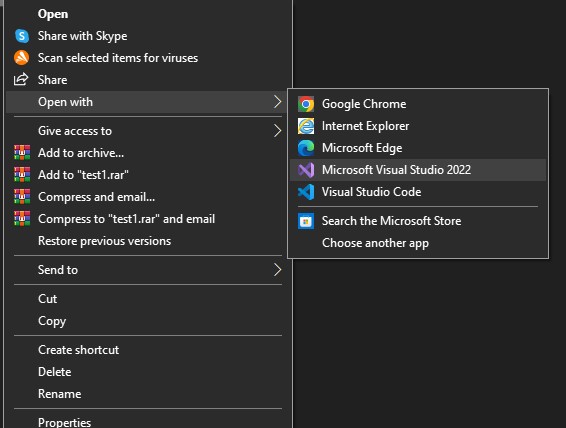 Open
Share with Skype
Scan selected items for viruses
Share
Open with
Give access to
Add to archive...
Add to "test1.rar"
Compress and email...
Compress to "test1.rar" and email
Restore previous versions
Send to
Cut
Copy
Create shortcut
Delete
Rename
Properties
Google Chrome
Internet Explorer
Microsoft Edge
Microsoft Visual Studio 2022
Visual Studio Code
Search the Microsoft Store
Choose another app